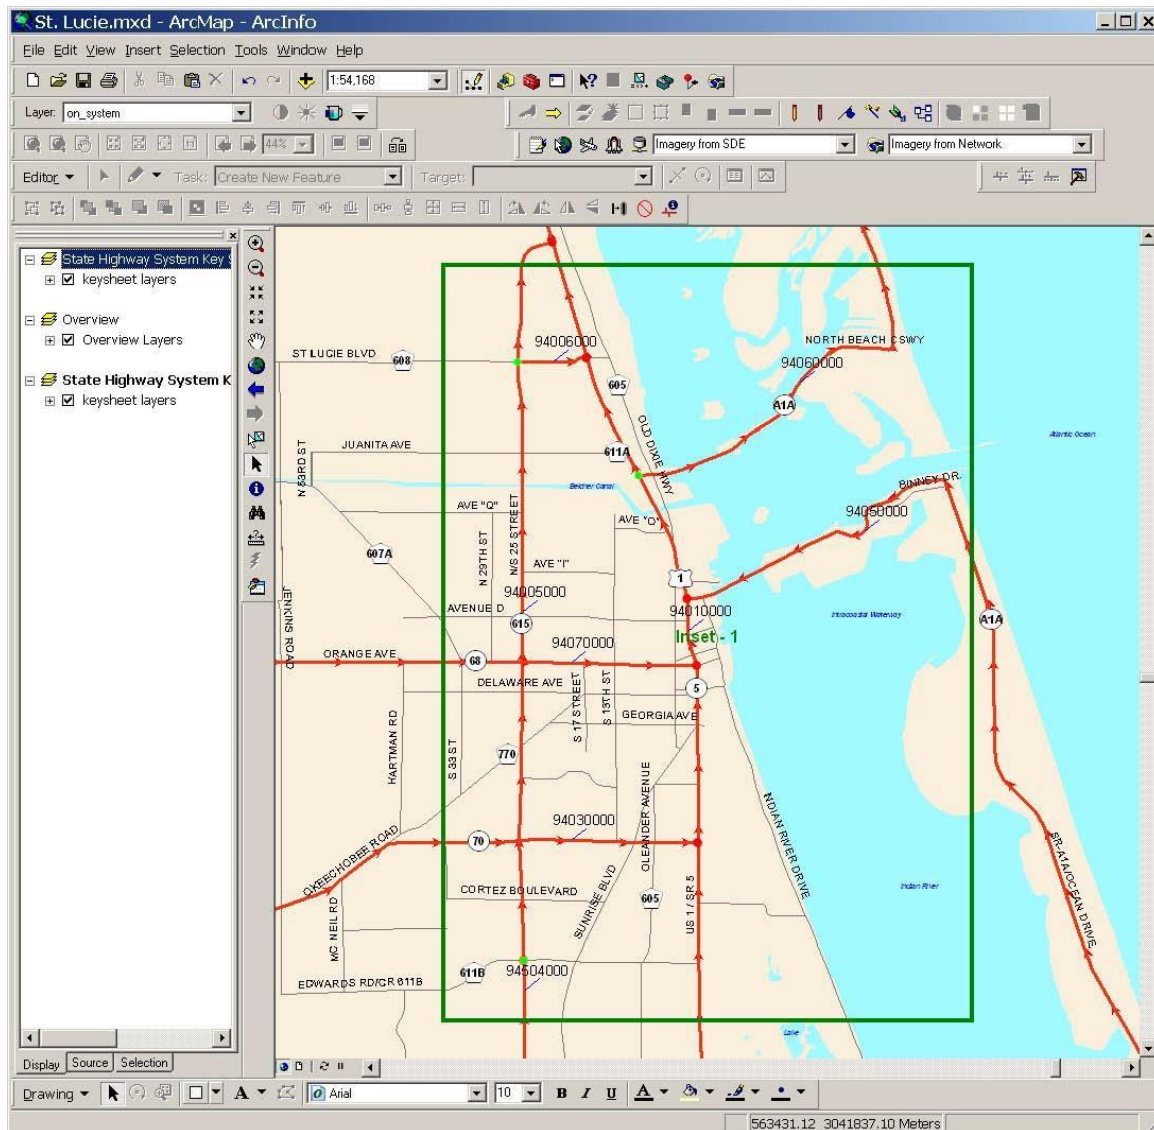 St. Lucie.mxd - ArcMap - ArcInfo
File Edit View Insert Selection Tools Window Help
1:54,168
Layer: on_system
44%
Imagery from SDE
Imagery from Network
Editor
Task: Create New Feature
Target:
State Highway System Key S
keysheet layers
Overview
Overview Layers
State Highway System K
keysheet layers
Display Source Selection
94006000
ST LUCIE BLVD
608
605
NORTH BEACH CSWY
94060000
A1A
OLD DIXIE HWY
JUANITA AVE
611A
N 53RD ST
Atlantic Ocean
Belcher Canal
BINNEY DR.
94050000
AVE "Q"
AVE "O"
N/S 25 STREET
N 29TH ST
607A
AVE "I"
1
94005000
AVENUE D
94010000
Inset - 1
Intracoastal Waterway
A1A
JENKINS ROAD
615
94070000
ORANGE AVE
68
DELAWARE AVE
5
S 17 STREET
S 13TH ST
GEORGIA AVE
HARTMAN RD
S 33 ST
770
OKEECHOBEE ROAD
94030000
70
OLEANDER AVENUE
NDIAN RIVER DRIVE
CORTEZ BOULEVARD
SUNRISE BLVD
605
US 1 / SR 5
Indian River
SR-A1A/OCEAN DRIVE
MC NEIL RD
611B
94504000
EDWARDS RD/CR 611B
Lake
Drawing
A
Arial
10
B I U A
563431.12 3041837.10 Meters